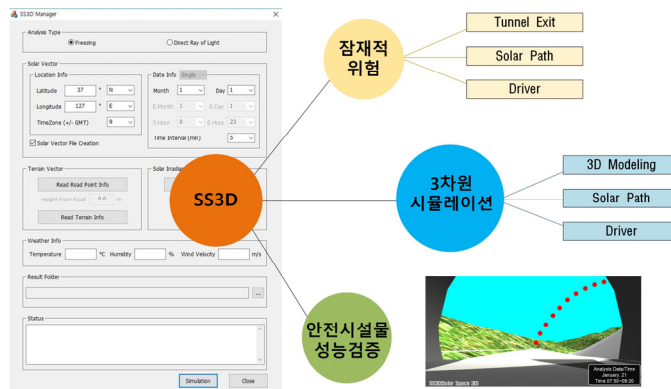 SS3D Manager
Analysis Type
Freezing
Direct Ray of Light
Solar Vector
Location Info
Latitude 37 ° N
Longitude 127 ° E
TimeZone (+/- GMT) 9
Solar Vector File Creation
Date Info Single
Month 1 Day 1
E.Month 1 E.Day 1
S.Hour 0 E.Hour 23
Time Interval (min) 5
Terrain Vector
Read Road Point Info
Height From Road 0.0 m
Read Terrain Info
Solar Irradia
Weather Info
Temperature °C Humidity % Wind Velocity m/s
Result Folder
...
Status
Simulation
Close
SS3D
잠재적
위험
Tunnel Exit
Solar Path
Driver
3차원
시뮬레이션
3D Modeling
Solar Path
Driver
안전시설물
성능검증
SS3D(Solar Space 3D)
Analysis Date/Time
January. 21
Time 07:50~09:20